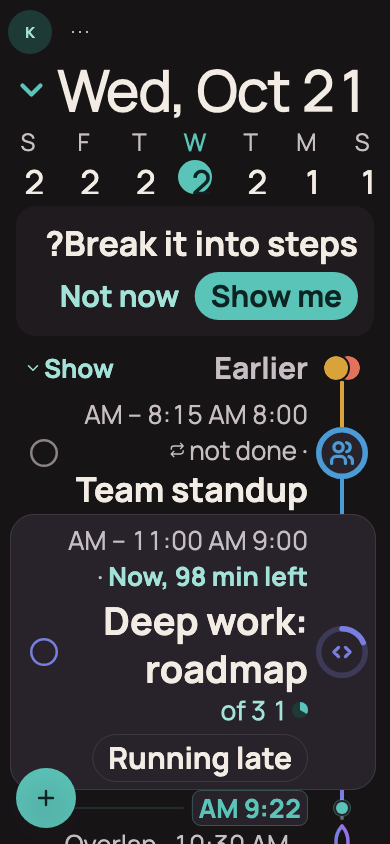 K
...
Wed, Oct 21
S F T W T M S
2 2 2 2 2 1 1
?Break it into steps
Not now Show me
Show Earlier
AM – 8:15 AM 8:00
not done ·
Team standup
AM – 11:00 AM 9:00
· Now, 98 min left
Deep work:
roadmap
of 3 1
Running late
+
AM 9:22